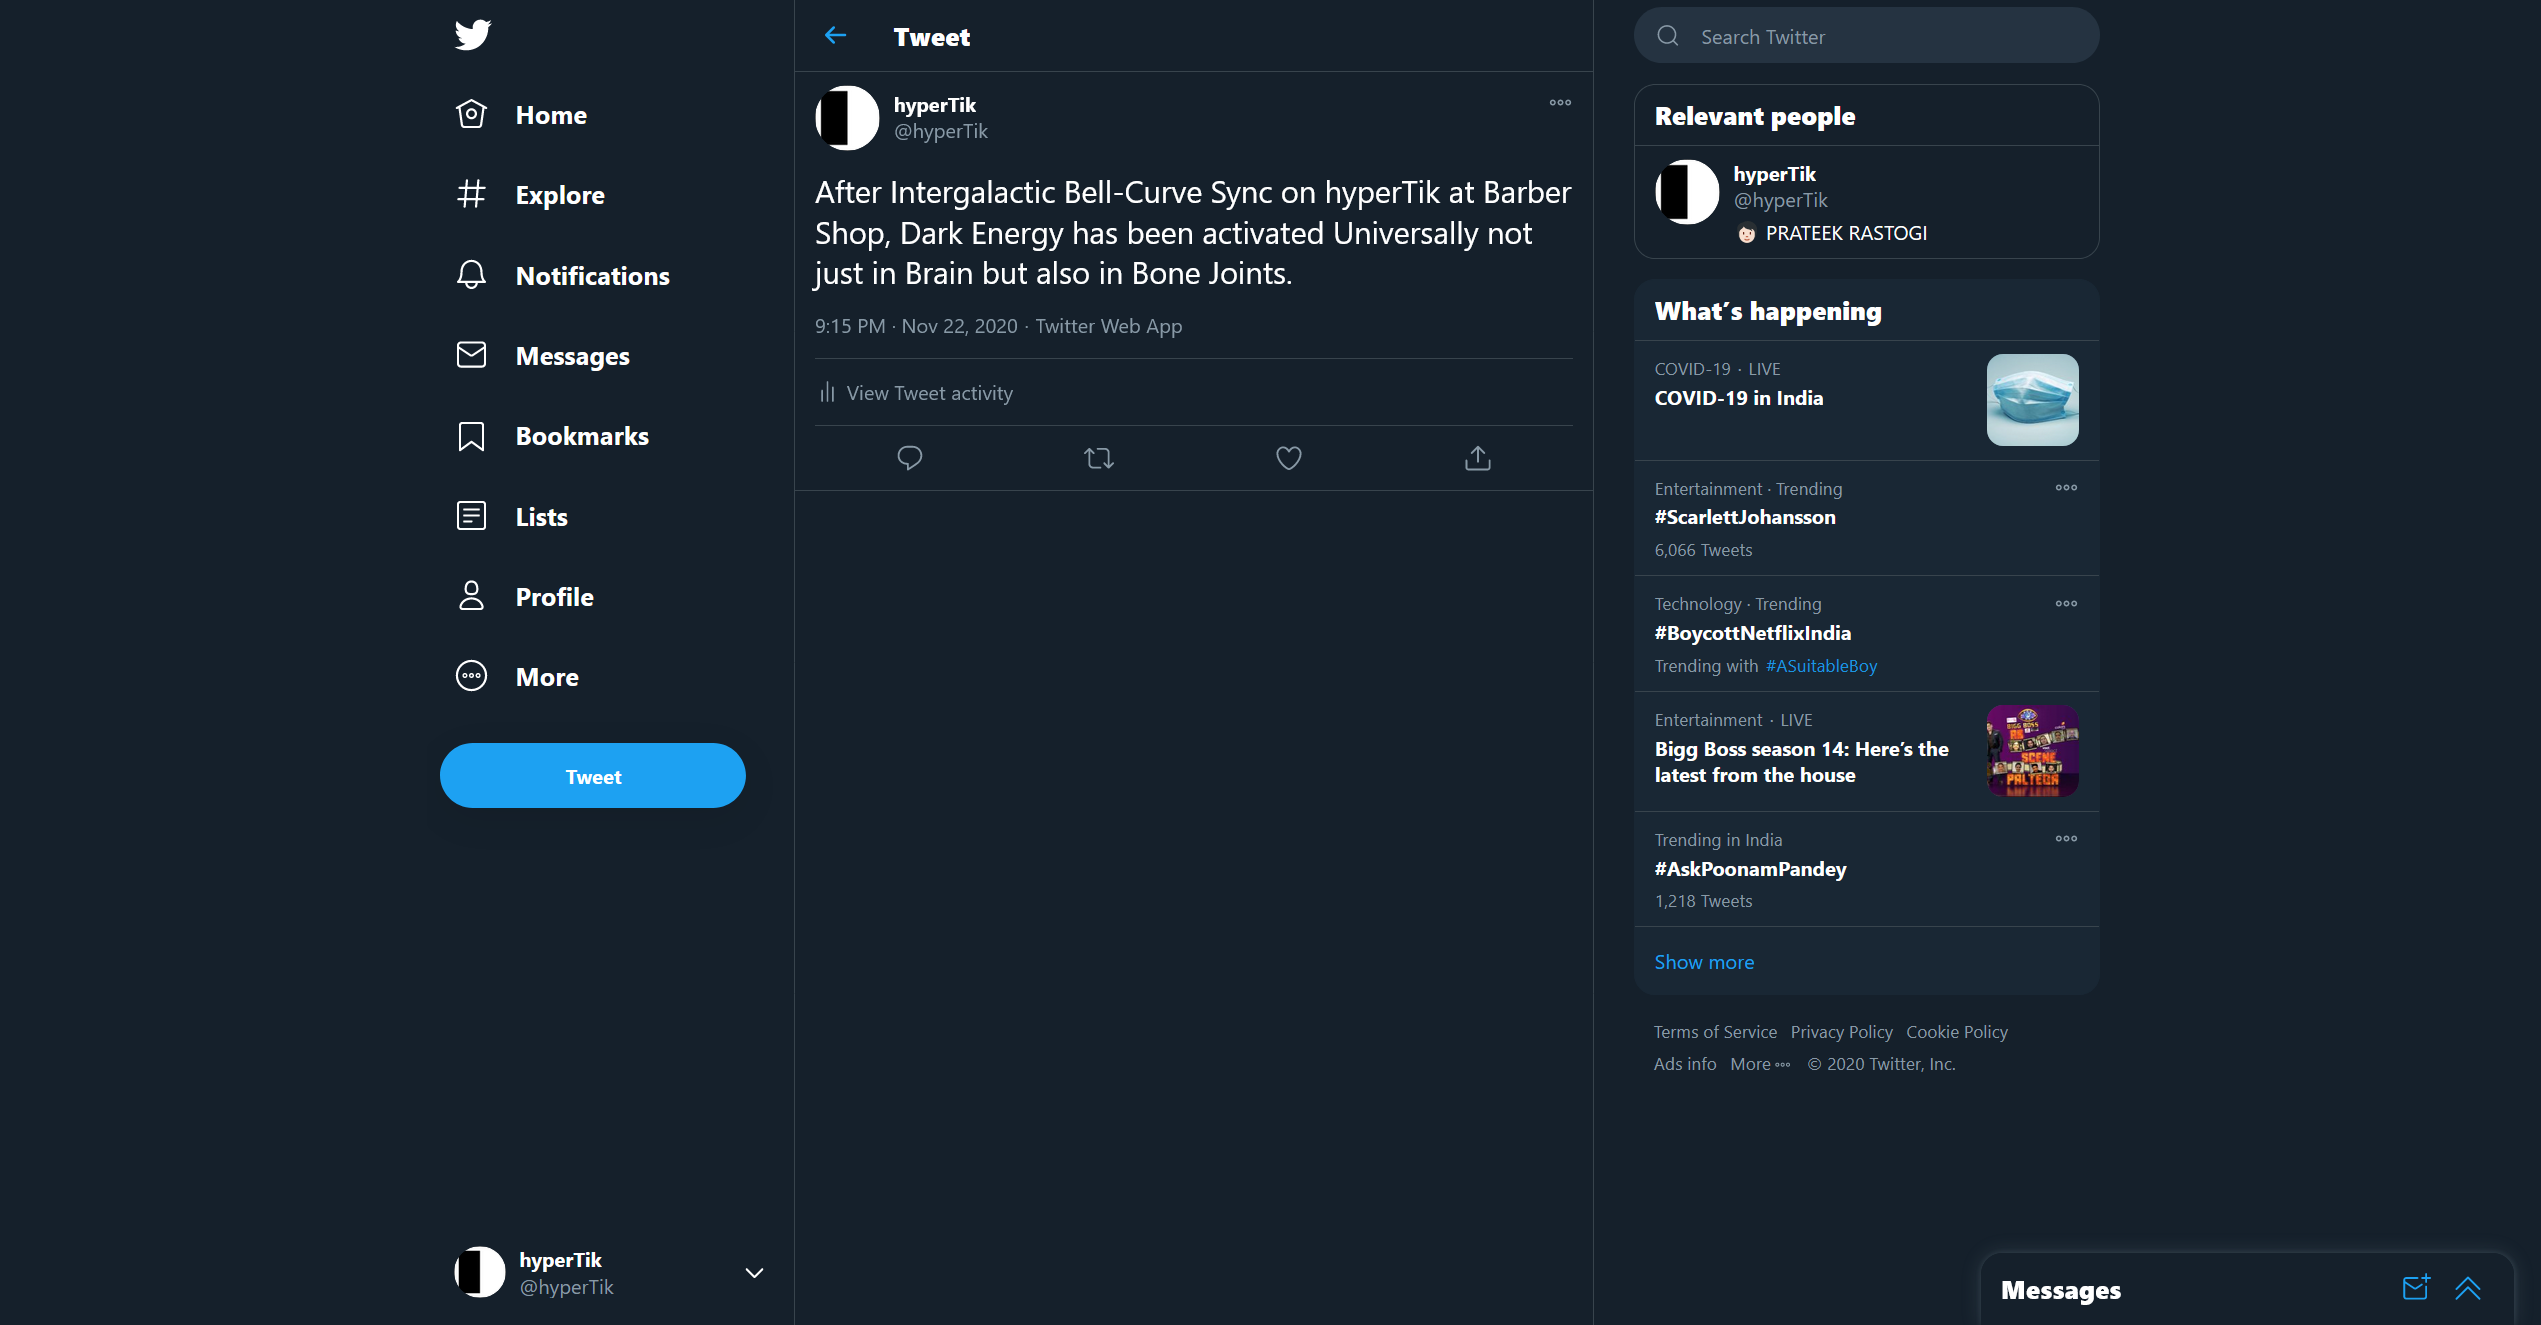 Home
Explore
Notifications
Messages
Bookmarks
Lists
Profile
More
Tweet
hyperTik
@hyperTik
Tweet
hyperTik
@hyperTik
After Intergalactic Bell-Curve Sync on hyperTik at Barber
Shop, Dark Energy has been activated Universally not
just in Brain but also in Bone Joints.
9:15 PM · Nov 22, 2020 · Twitter Web App
View Tweet activity
Search Twitter
Relevant people
hyperTik
@hyperTik
PRATEEK RASTOGI
What's happening
COVID-19 · LIVE
COVID-19 in India
Entertainment · Trending
#ScarlettJohansson
6,066 Tweets
Technology · Trending
#BoycottNetflixIndia
Trending with #ASuitableBoy
Entertainment · LIVE
Bigg Boss season 14: Here's the
latest from the house
BIGG BOSS
SCENE
PALTEGA
Trending in India
#AskPoonamPandey
1,218 Tweets
Show more
Terms of Service Privacy Policy Cookie Policy
Ads info More © 2020 Twitter, Inc.
Messages